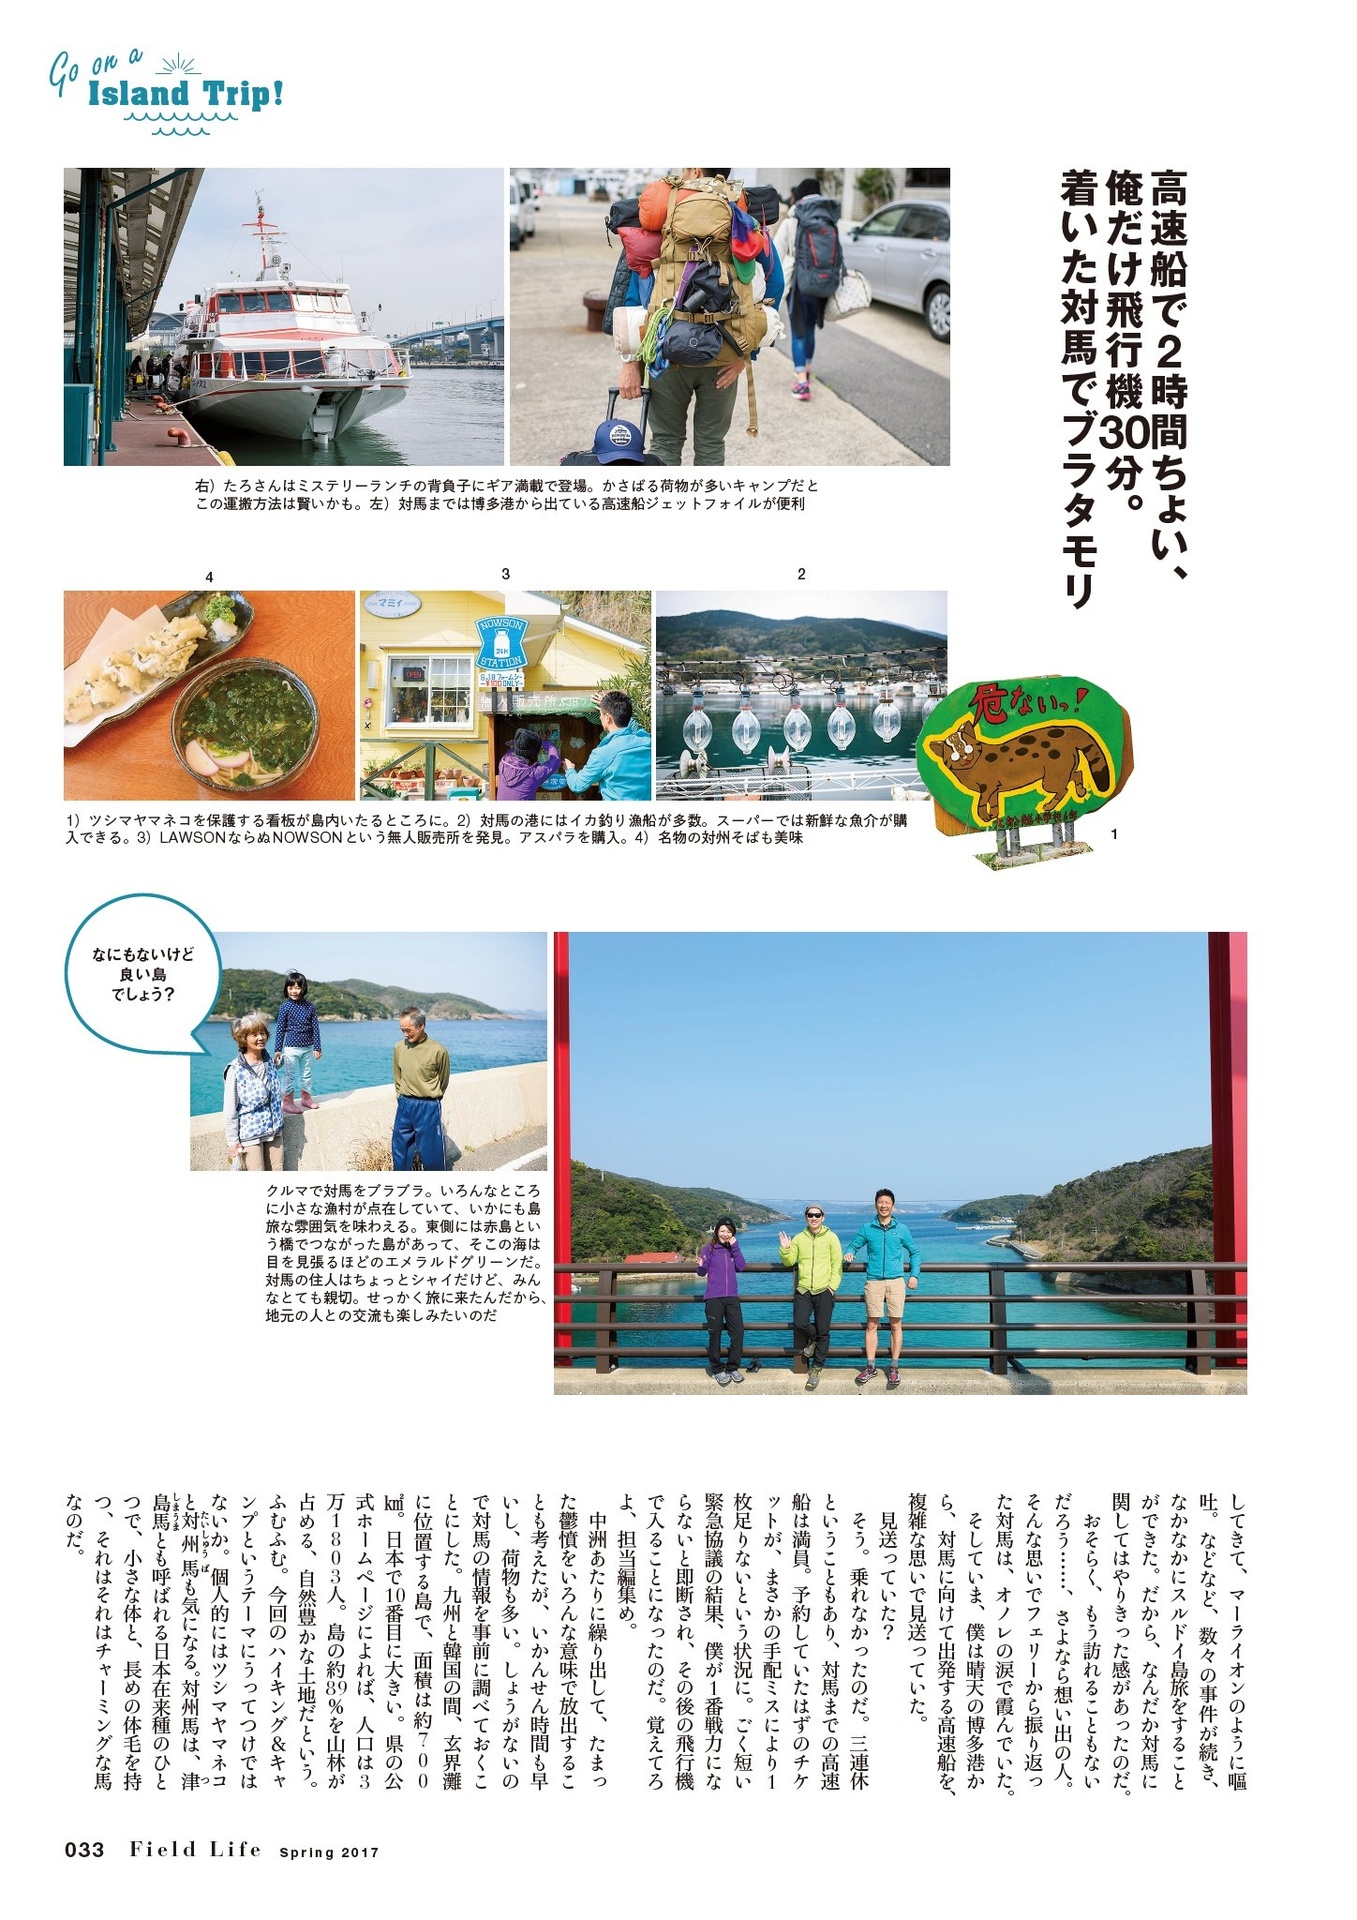 Go on a
Island Trip!
高速船で2時間ちょい、
俺だけ飛行機30分。
着いた対馬でブラタモリ
右）たろさんはミステリーランチの背負子にギア満載で登場。かさばる荷物が多いキャンプだと
この運搬方法は賢いかも。左）対馬までは博多港から出ている高速船ジェットフォイルが便利
4
3
2
マミィ
NOWSON
24H
STATION
OPEN
危ないっ！
1
1）ツシマヤマネコを保護する看板が島内いたるところに。2）対馬の港にはイカ釣り漁船が多数。スーパーでは新鮮な魚介が購
入できる。3）LAWSONならぬNOWSONという無人販売所を発見。アスパラを購入。4）名物の対州そばも美味
なにもないけど
良い島
でしょう？
クルマで対馬をブラブラ。いろんなところ
に小さな漁村が点在していて、いかにも島
旅な雰囲気を味わえる。東側には赤島とい
う橋でつながった島があって、そこの海は
目を見張るほどのエメラルドグリーンだ。
対馬の住人はちょっとシャイだけど、みん
なとても親切。せっかく旅に来たんだから、
地元の人との交流も楽しみたいのだ
してきて、マーライオンのように嘔
吐。などなど、数々の事件が続き、
なかなかにスルドイ島旅をすること
ができた。だから、なんだか対馬に
関してはやりきった感があったのだ。
おそらく、もう訪れることもない
だろう……、さよなら想い出の人。
そんな思いでフェリーから振り返っ
た対馬は、オノレの涙で霞んでいた。
そしていま、僕は晴天の博多港か
ら、対馬に向けて出発する高速船を、
複雑な思いで見送っていた。
見送っていた？
そう。乗れなかったのだ。三連休
ということもあり、対馬までの高速
船は満員。予約していたはずのチケ
ットが、まさかの手配ミスにより1
枚足りないという状況に。ごく短い
緊急協議の結果、僕が1番戦力にな
らないと即断され、その後の飛行機
で入ることになったのだ。覚えてろ
よ、担当編集め。
中洲あたりに繰り出して、たまっ
た鬱憤をいろんな意味で放出するこ
とも考えたが、いかんせん時間も早
いし、荷物も多い。しょうがないの
で対馬の情報を事前に調べておくこ
とにした。九州と韓国の間、玄界灘
に位置する島で、面積は約700
㎢。日本で10番目に大きい。県の公
式ホームページによれば、人口は3
万1803人。島の約89％を山林が
占める、自然豊かな土地だという。
ふむふむ。今回のハイキング＆キャ
ンプというテーマにうってつけでは
ないか。個人的にはツシマヤマネコ
と対州馬も気になる。対州馬は、津
島馬とも呼ばれる日本在来種のひと
つで、小さな体と、長めの体毛を持
つ、それはそれはチャーミングな馬
なのだ。
たいしゅうば
つ
しまうま
033 Field Life Spring 2017